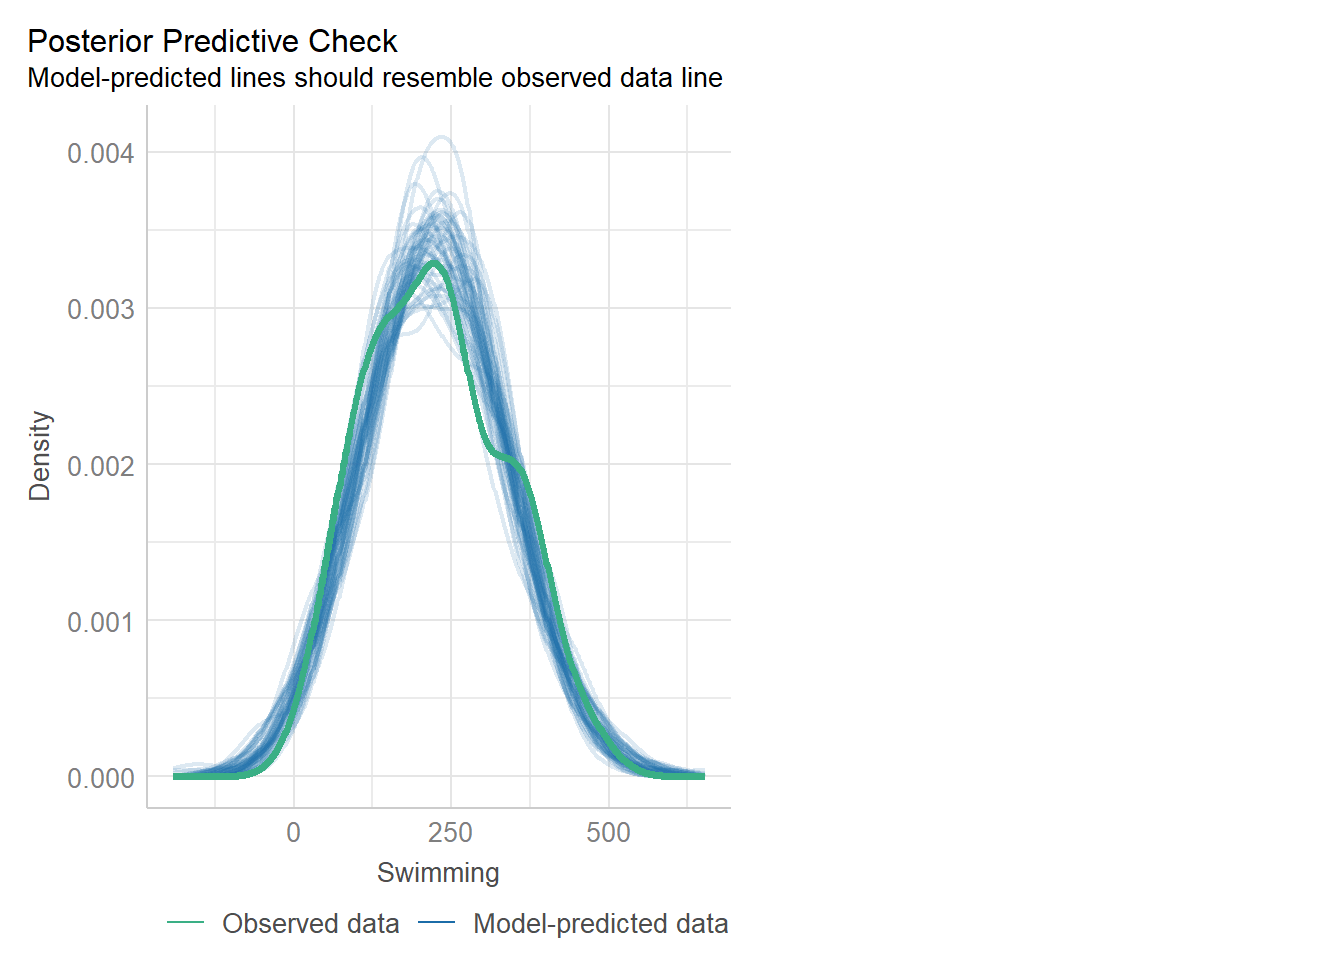 Posterior Predictive Check
Model-predicted lines should resemble observed data line
0.004
0.003
0.002
0.001
0.000
Density
0 250 500
Swimming
Observed data Model-predicted data